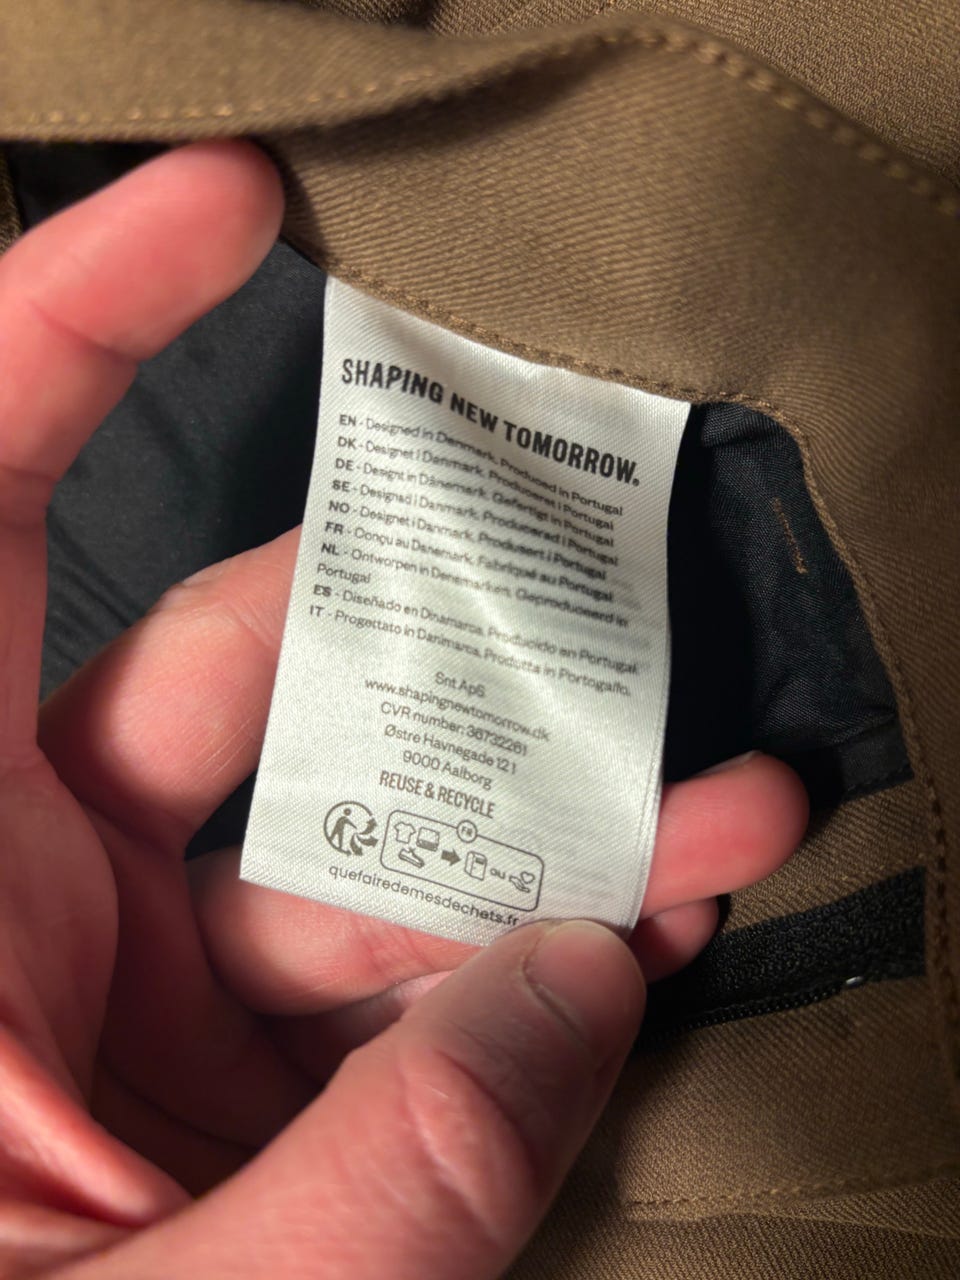 SHAPING NEW TOMORROW.
EN - Designed in Denmark, Produced in Portugal
DK - Designet i Danmark, Produceret i Portugal
DE - Designt in Dänemark, Gefertigt in Portugal
SE - Designad i Danmark, Producerad i Portugal
NO - Designet i Danmark, Produsert i Portugal
FR - Conçu au Danemark, Fabriqué au Portugal
NL - Ontworpen in Denemarken, Geproduceerd in
Portugal
ES - Diseñado en Dinamarca, Producido en Portugal.
IT - Progettato in Danimarca, Prodotta in Portogallo.
Snt ApS
www.shapingnewtomorrow.dk
CVR number: 36732261
Østre Havnegade 12 1
9000 Aalborg
REUSE & RECYCLE
FR
ou
quefairedemesdechets.fr